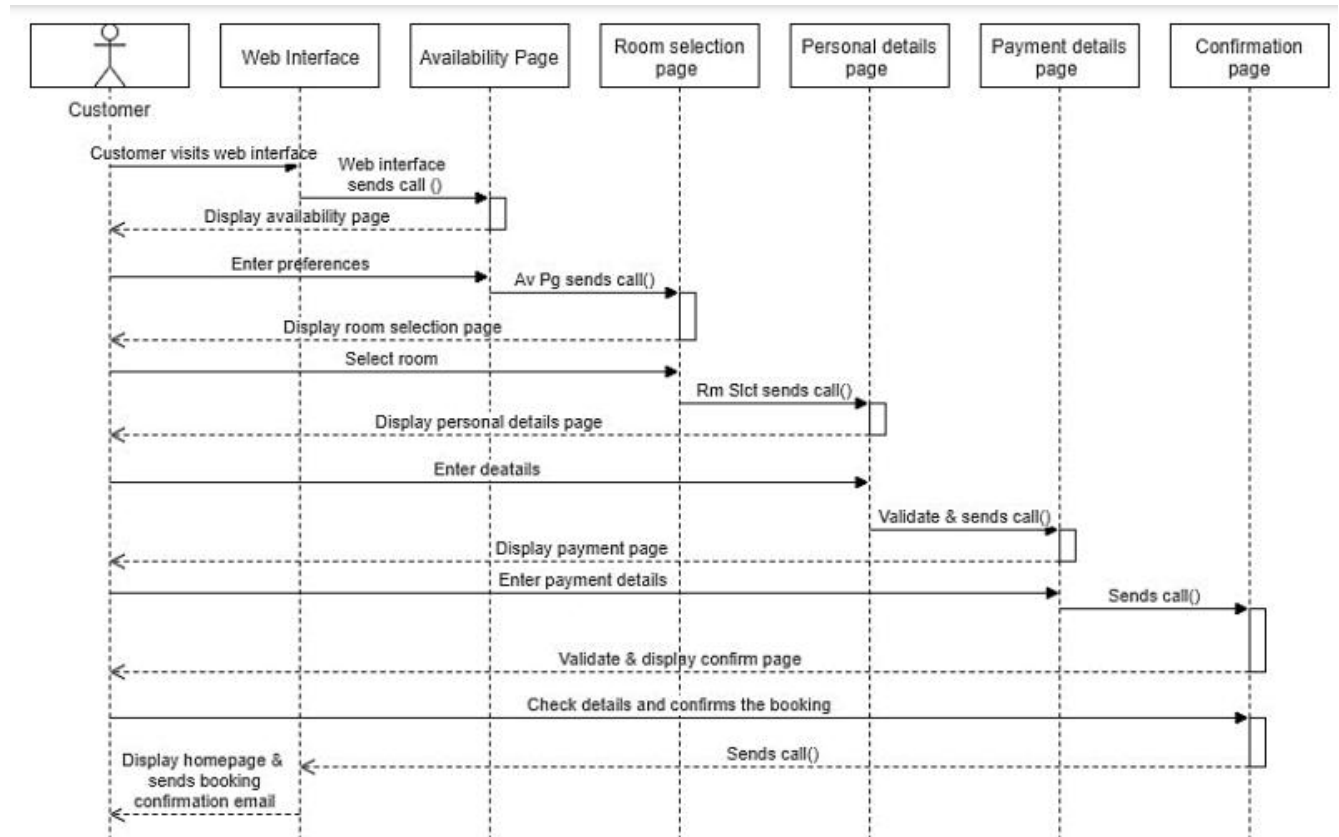 Web Interface
Availability Page
Room selection
page
Personal details
page
Payment details
page
Confirmation
page
Customer
Customer visits web interface
Web interface
sends call ()
Display availability page
Enter preferences
Av Pg sends call()
Display room selection page
Select room
Rm Slct sends call()
Display personal details page
Enter deatails
Validate & sends call()
Display payment page
Enter payment details
Sends call()
Validate & display confirm page
Check details and confirms the booking
Sends call()
Display homepage &
sends booking
confirmation email